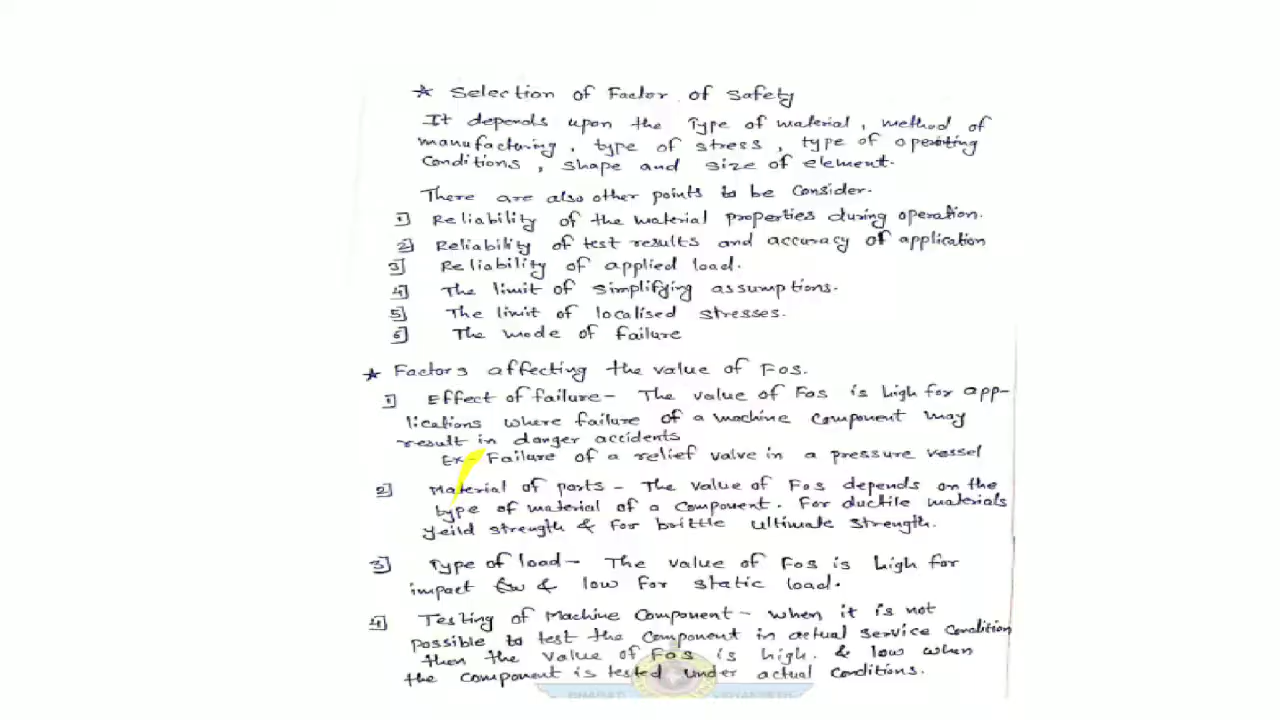 ★ Selection of Factor of Safety
It depends upon the Type of material, method of
manufacturing, type of stress, type of operating
Conditions, shape and size of element.
There are also other points to be Consider.
1] Reliability of the material properties during operation.
2] Reliability of test results and accuracy of application
3] Reliability of applied load.
4] The limit of simplifying assumptions.
5] The limit of localised stresses.
6] The mode of failure
★ Factors affecting the value of Fos.
1] Effect of failure - The value of Fos is high for app-
lications where failure of a machine component may
result in danger accidents
Ex - Failure of a relief valve in a pressure vessel
2] Material of parts - The value of Fos depends on the
type of material of a Component. For ductile materials
yeild strength & for brittle ultimate strength.
3] Type of load - The value of Fos is high for
impact & low for static load.
4] Testing of Machine Component - when it is not
possible to test the component in actual service Condition
then the value of Fos is high. & low when
the component is tested under actual conditions.